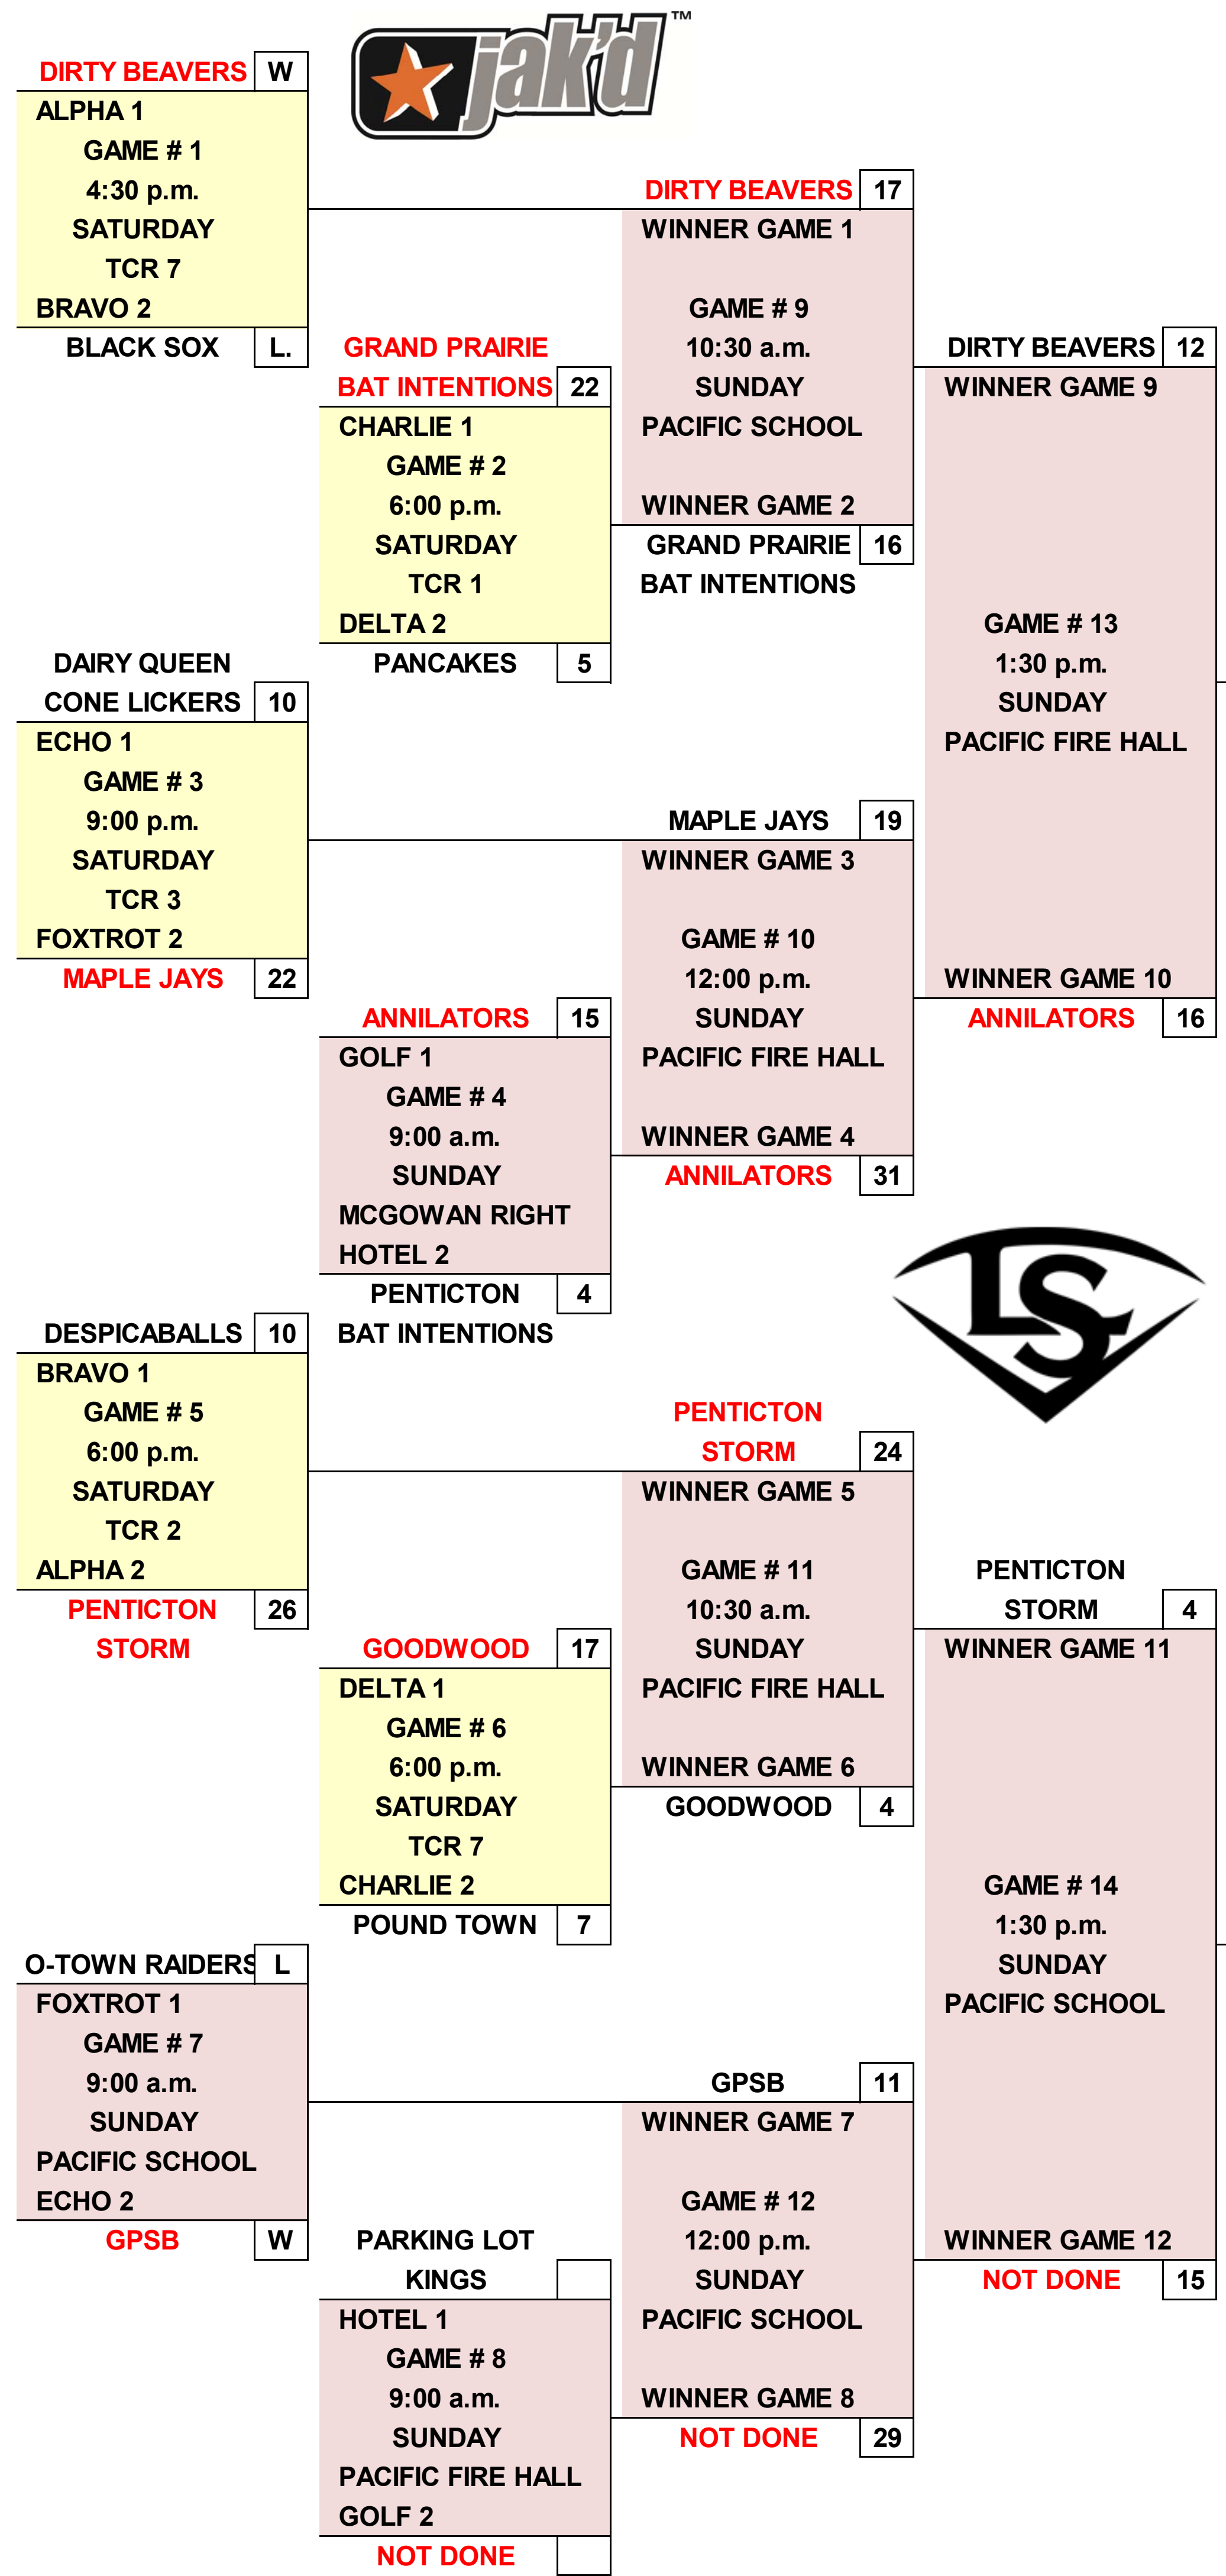 jak'd™
DIRTY BEAVERS W
ALPHA 1
GAME # 1
4:30 p.m.
SATURDAY
TCR 7
BRAVO 2
BLACK SOX L.
GRAND PRAIRIE
BAT INTENTIONS 22
CHARLIE 1
GAME # 2
6:00 p.m.
SATURDAY
TCR 1
DELTA 2
PANCAKES 5
DAIRY QUEEN
CONE LICKERS 10
ECHO 1
GAME # 3
9:00 p.m.
SATURDAY
TCR 3
FOXTROT 2
MAPLE JAYS 22
ANNILATORS 15
GOLF 1
GAME # 4
9:00 a.m.
SUNDAY
MCGOWAN RIGHT
HOTEL 2
PENTICTON 4
BAT INTENTIONS
DESPICABALLS 10
BRAVO 1
GAME # 5
6:00 p.m.
SATURDAY
TCR 2
ALPHA 2
PENTICTON 26
STORM
GOODWOOD 17
DELTA 1
GAME # 6
6:00 p.m.
SATURDAY
TCR 7
CHARLIE 2
POUND TOWN 7
O-TOWN RAIDERS L
FOXTROT 1
GAME # 7
9:00 a.m.
SUNDAY
PACIFIC SCHOOL
ECHO 2
GPSB W
PARKING LOT
KINGS
HOTEL 1
GAME # 8
9:00 a.m.
SUNDAY
PACIFIC FIRE HALL
GOLF 2
NOT DONE
DIRTY BEAVERS 17
WINNER GAME 1
GAME # 9
10:30 a.m.
SUNDAY
PACIFIC SCHOOL
WINNER GAME 2
GRAND PRAIRIE 16
BAT INTENTIONS
MAPLE JAYS 19
WINNER GAME 3
GAME # 10
12:00 p.m.
SUNDAY
PACIFIC FIRE HALL
WINNER GAME 4
ANNILATORS 31
PENTICTON
STORM 24
WINNER GAME 5
GAME # 11
10:30 a.m.
SUNDAY
PACIFIC FIRE HALL
WINNER GAME 6
GOODWOOD 4
GPSB 11
WINNER GAME 7
GAME # 12
12:00 p.m.
SUNDAY
PACIFIC SCHOOL
WINNER GAME 8
NOT DONE 29
DIRTY BEAVERS 12
WINNER GAME 9
GAME # 13
1:30 p.m.
SUNDAY
PACIFIC FIRE HALL
WINNER GAME 10
ANNILATORS 16
LS
PENTICTON
STORM 4
WINNER GAME 11
GAME # 14
1:30 p.m.
SUNDAY
PACIFIC SCHOOL
WINNER GAME 12
NOT DONE 15